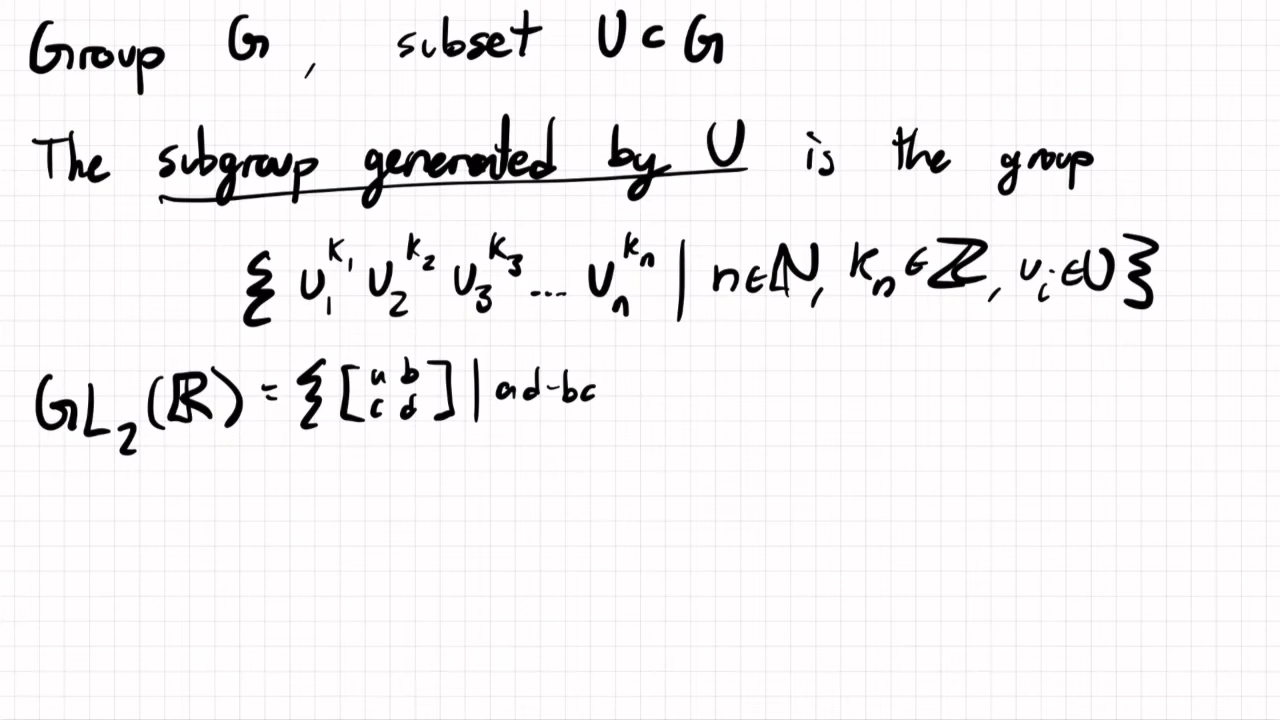 Group G, subset U ⊂ G
The subgroup generated by U is the group
{ u₁^{k₁} u₂^{k₂} u₃^{k₃} ... uₙ^{kₙ} | n ∈ ℕ, kₙ ∈ ℤ, uᵢ ∈ U }
GL₂(ℝ) = { [a b; c d] | ad-bc